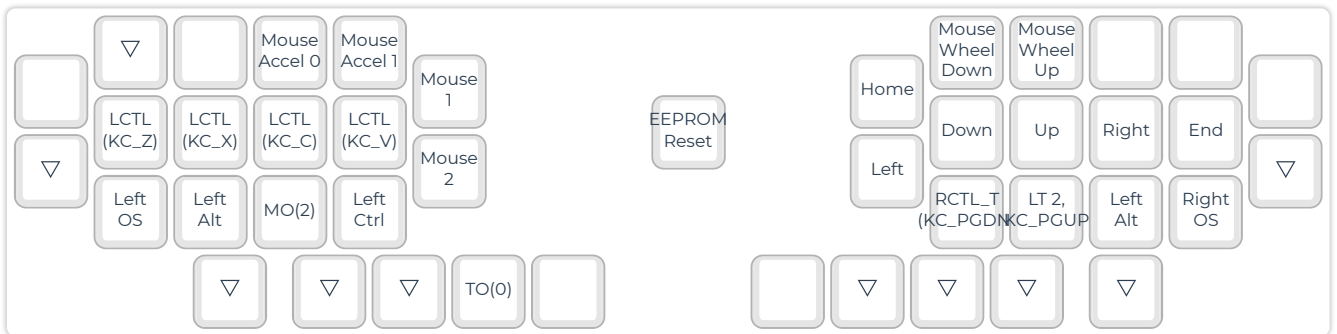 ▽
Mouse
Accel 0
Mouse
Accel 1
Mouse
Wheel
Down
Mouse
Wheel
Up
Mouse
1
Home
LCTL
(KC_Z)
LCTL
(KC_X)
LCTL
(KC_C)
LCTL
(KC_V)
EEPROM
Reset
Down
Up
Right
End
▽
Mouse
2
Left
▽
Left
OS
Left
Alt
MO(2)
Left
Ctrl
RCTL_T
(KC_PGDN
LT 2,
KC_PGUP
Left
Alt
Right
OS
▽
▽
▽
TO(0)
▽
▽
▽
▽